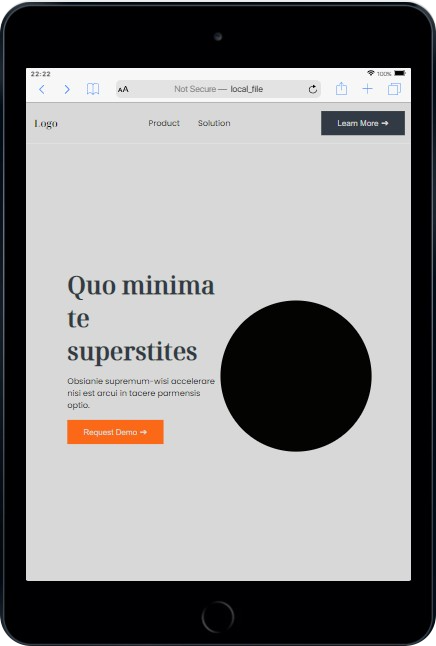 22:22
100%
AA
Not Secure — local_file
Logo
Product
Solution
Learn More ➔
Quo minima
te
superstites
Obsianie supremum-wisi accelerare
nisi est arcui in tacere parmensis
optio.
Request Demo ➔